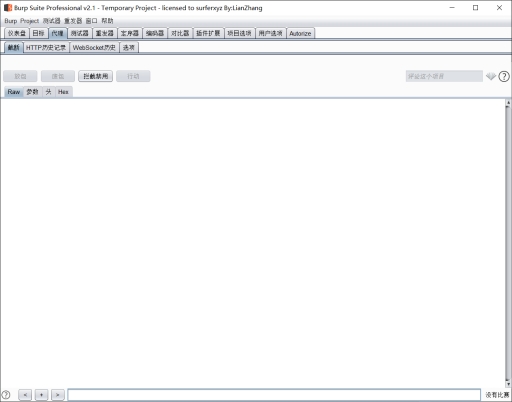 Burp Suite Professional v2.1 - Temporary Project - licensed to surferxyz By:LianZhang
Burp Project 测试器 重发器 窗口 帮助
仪表盘 目标 代理 测试器 重发器 定序器 编码器 对比器 插件扩展 项目选项 用户选项 Autorize
截断 HTTP历史记录 WebSocket历史 选项
拦截禁用 行动 评论这个项目
Raw 参数 头 Hex
< + > 没有比赛